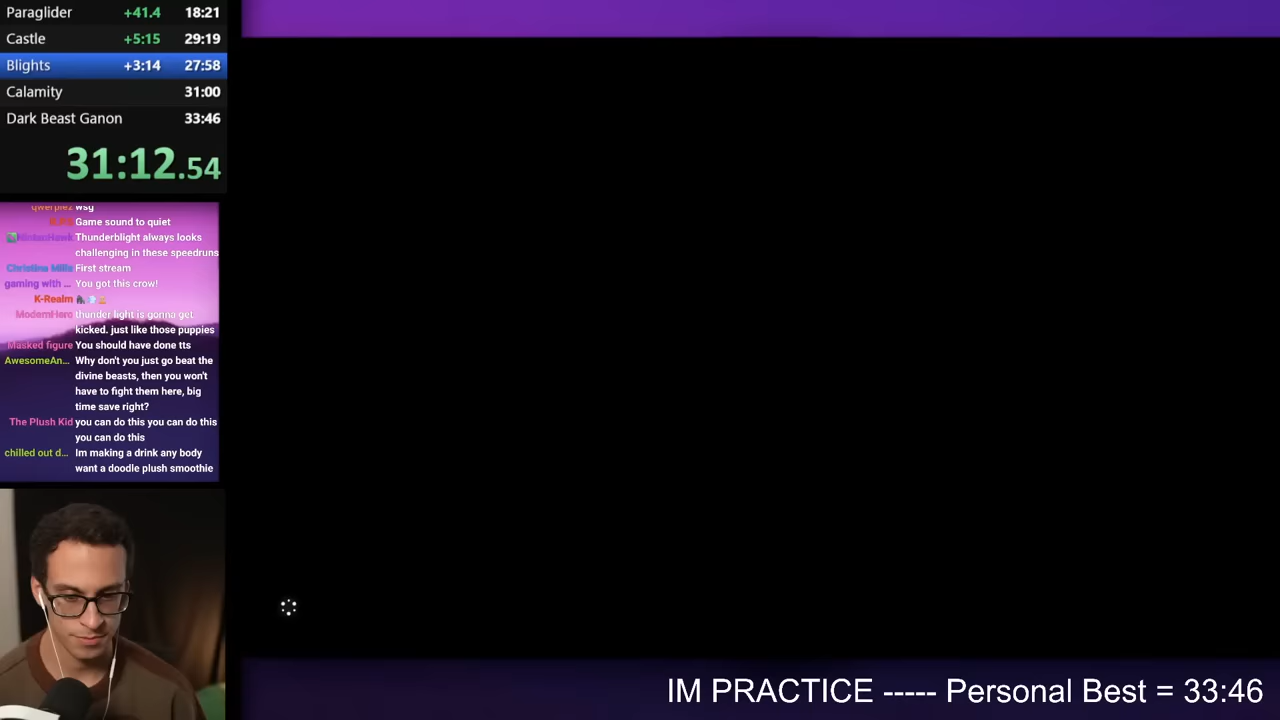 Paraglider +41.4 18:21
Castle +5:15 29:19
Blights +3:14 27:58
Calamity 31:00
Dark Beast Ganon 33:46
31:12.54
wsg
Game sound to quiet
Thunderblight always looks
challenging in these speedruns
Christina Mills First stream
gaming with ... You got this crow!
K-Realm
ModernHero thunder light is gonna get
kicked. just like those puppies
Masked figure You should have done tts
AwesomeAn... Why don't you just go beat the
divine beasts, then you won't
have to fight them here, big
time save right?
The Plush Kid you can do this you can do this
you can do this
chilled out d... Im making a drink any body
want a doodle plush smoothie
IM PRACTICE ----- Personal Best = 33:46